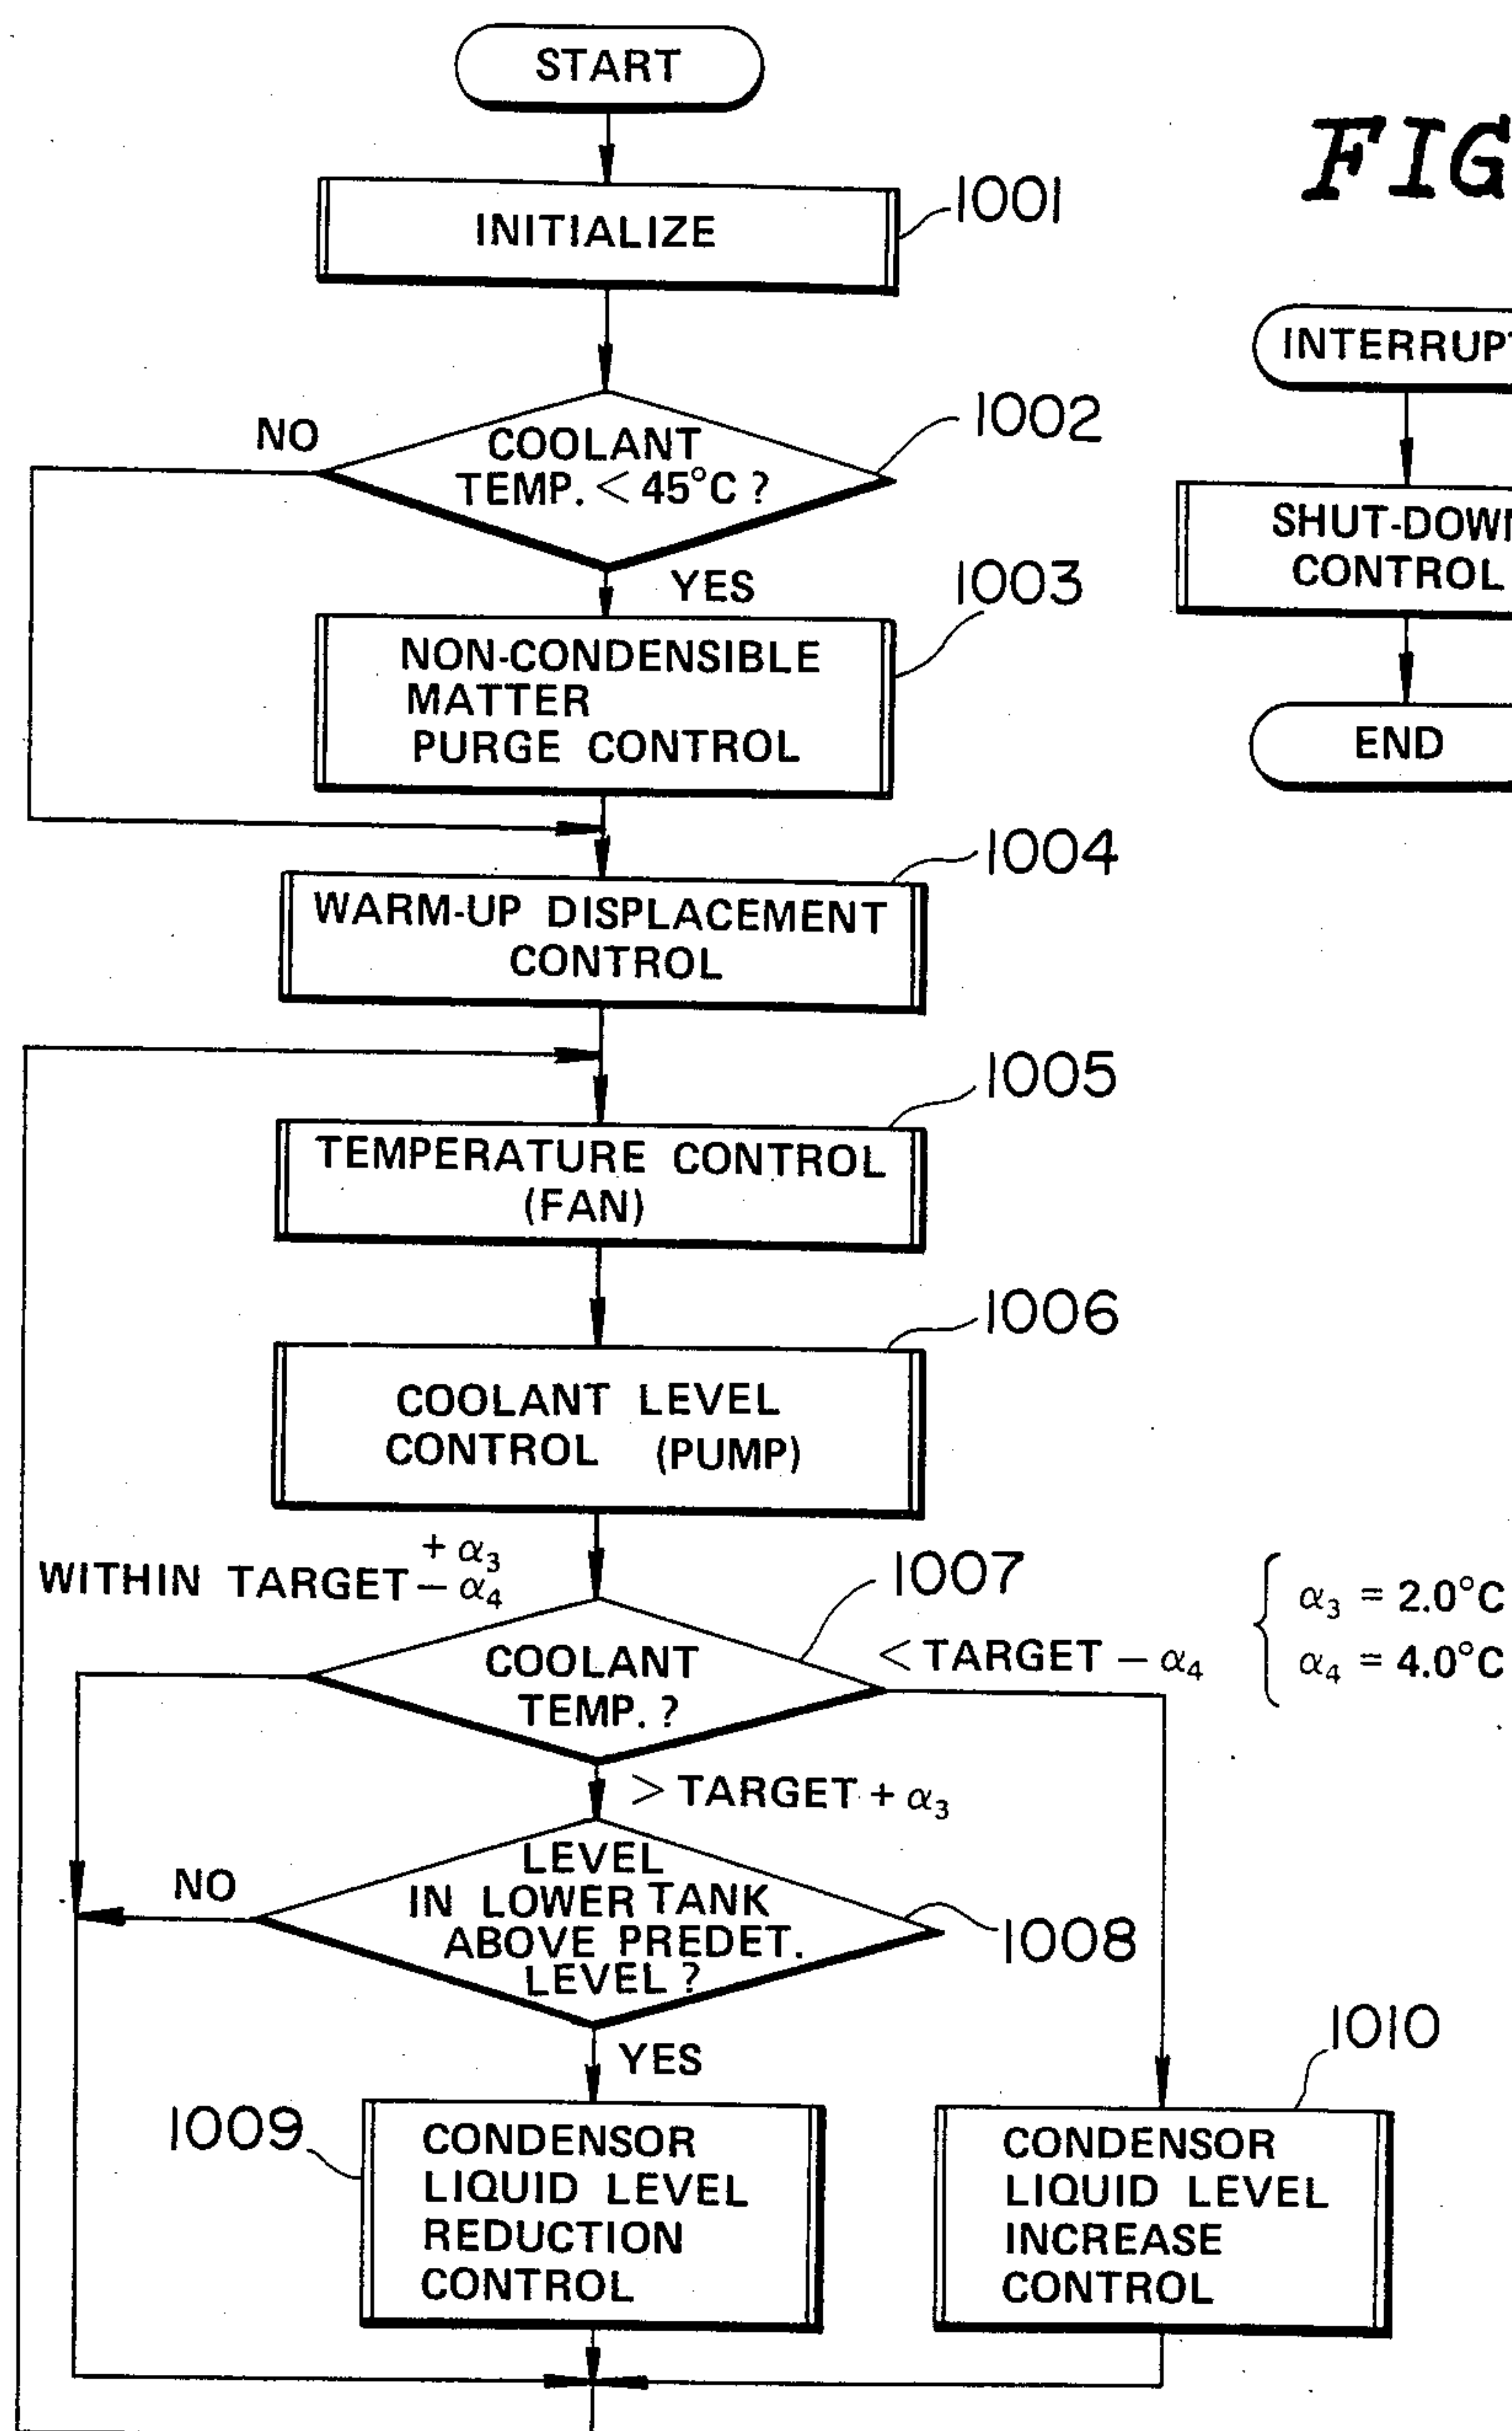 START
FIG
INITIALIZE
1001
INTERRUPT
NO
COOLANT
TEMP. < 45°C ?
1002
SHUT-DOWN
CONTROL
YES
1003
NON-CONDENSIBLE
MATTER
PURGE CONTROL
END
1004
WARM-UP DISPLACEMENT
CONTROL
1005
TEMPERATURE CONTROL
(FAN)
1006
COOLANT LEVEL
CONTROL (PUMP)
WITHIN TARGET + α3 − α4
1007
COOLANT
TEMP. ?
< TARGET − α4
α3 = 2.0°C
α4 = 4.0°C
> TARGET + α3
NO
LEVEL
IN LOWER TANK
ABOVE PREDET.
LEVEL ?
1008
YES
1009
CONDENSOR
LIQUID LEVEL
REDUCTION
CONTROL
1010
CONDENSOR
LIQUID LEVEL
INCREASE
CONTROL